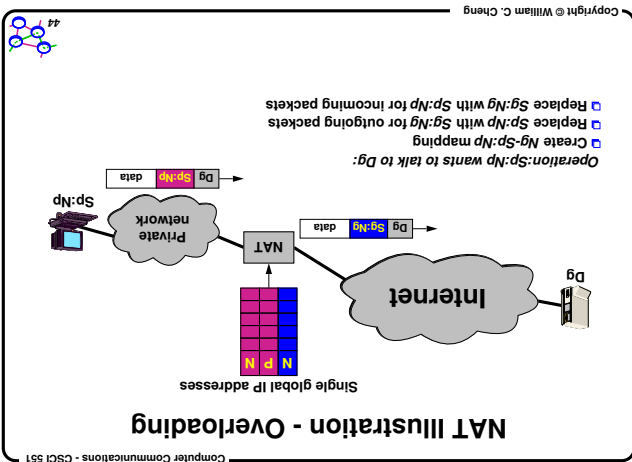 Computer Communications - CSCI 551
NAT Illustration - Overloading
Single global IP addresses
N P N
Dg
Internet
NAT
Private
network
Sp:Np
Dg Sg:Ng data
Dg Sp:Np data
Operation:Sp:Np wants to talk to Dg:
Create Ng-Sp:Np mapping
Replace Sp:Np with Sg:Ng for outgoing packets
Replace Sg:Ng with Sp:Np for incoming packets
44
Copyright © William C. Cheng